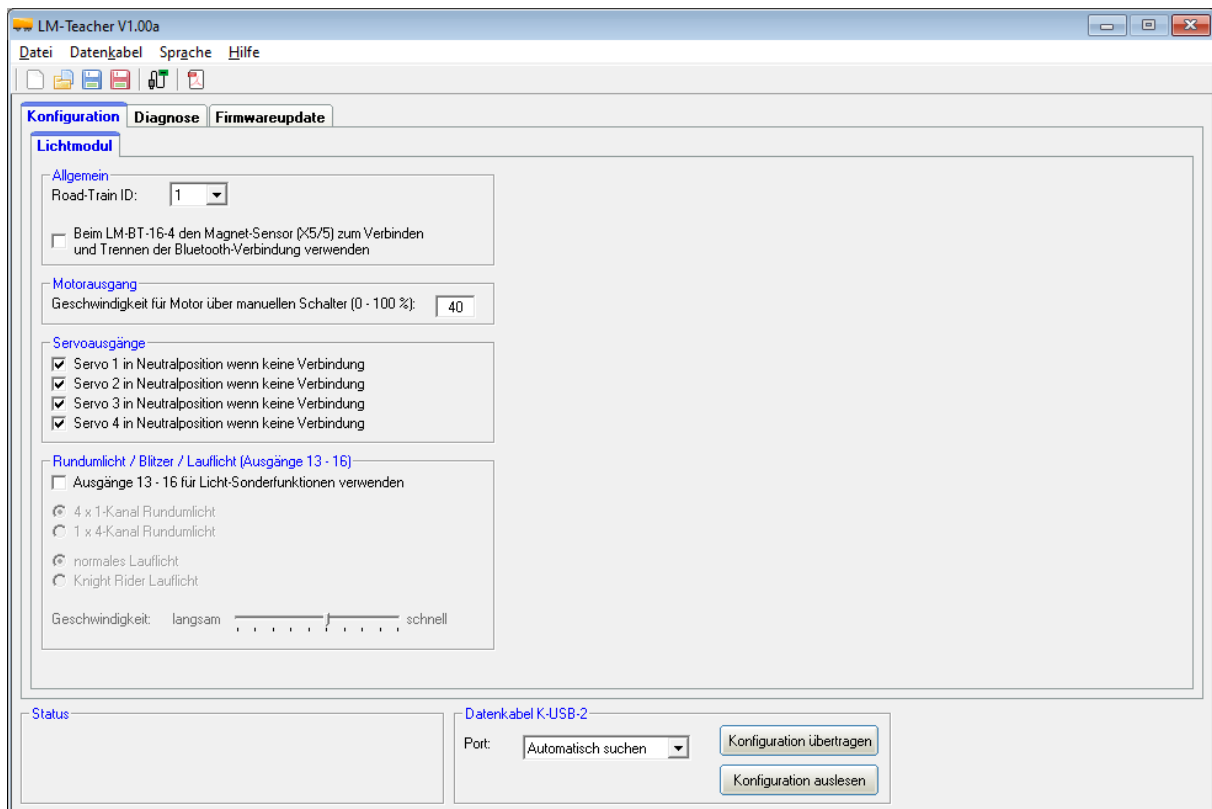 LM-Teacher V1.00a
Datei Datenkabel Sprache Hilfe
Konfiguration Diagnose Firmwareupdate
Lichtmodul
Allgemein
Road-Train ID: 1
Beim LM-BT-16-4 den Magnet-Sensor (X5/5) zum Verbinden
und Trennen der Bluetooth-Verbindung verwenden
Motorausgang
Geschwindigkeit für Motor über manuellen Schalter (0 - 100 %): 40
Servoausgänge
Servo 1 in Neutralposition wenn keine Verbindung
Servo 2 in Neutralposition wenn keine Verbindung
Servo 3 in Neutralposition wenn keine Verbindung
Servo 4 in Neutralposition wenn keine Verbindung
Rundumlicht / Blitzer / Lauflicht (Ausgänge 13 - 16)
Ausgänge 13 - 16 für Licht-Sonderfunktionen verwenden
4 x 1-Kanal Rundumlicht
1 x 4-Kanal Rundumlicht
normales Lauflicht
Knight Rider Lauflicht
Geschwindigkeit: langsam schnell
Status
Datenkabel K-USB-2
Port: Automatisch suchen
Konfiguration übertragen
Konfiguration auslesen